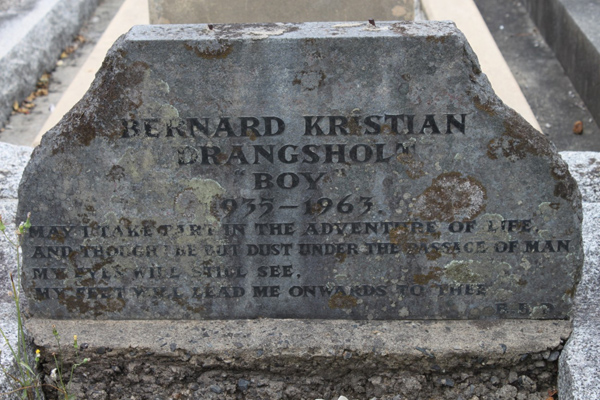 BERNARD KRISTIAN
DRANGSHOLT
"BOY"
1935—1963.
MAY I TAKE PART IN THE ADVENTURE OF LIFE,
AND THOUGH I BE BUT DUST UNDER THE PASSAGE OF MAN
MY EYES WILL STILL SEE,
MY FEET WILL LEAD ME ONWARDS TO THEE